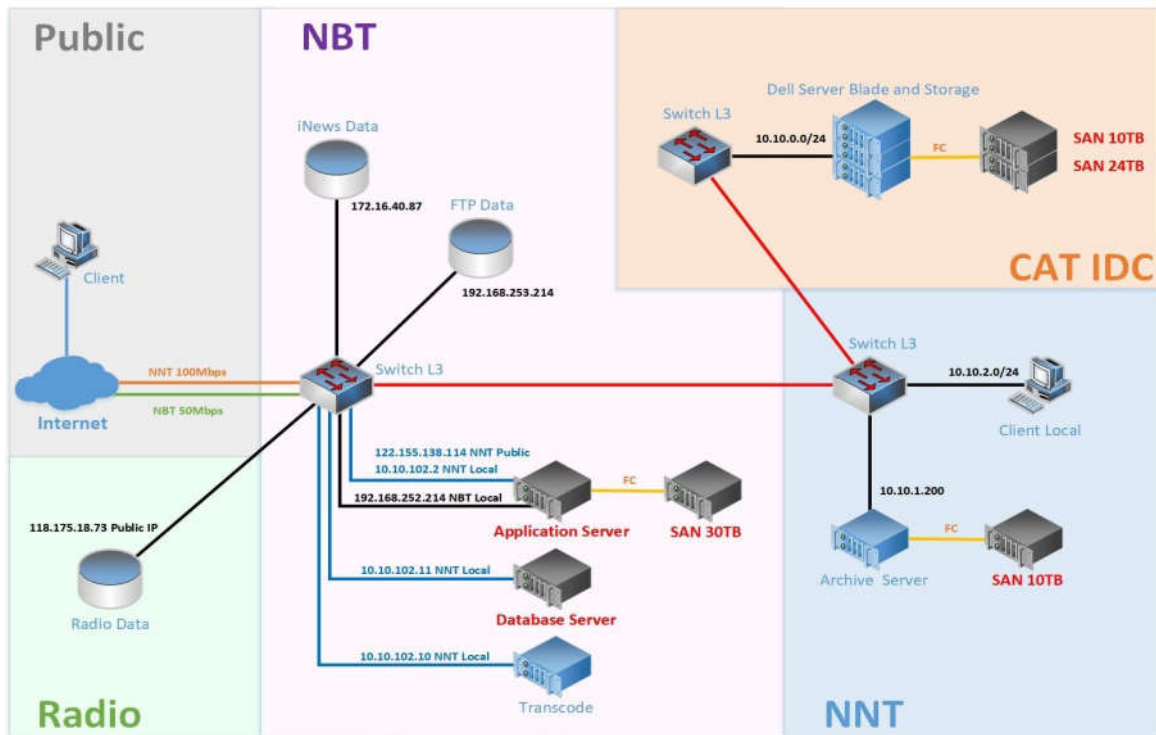 Public
NBT
Dell Server Blade and Storage
Switch L3
10.10.0.0/24
FC
SAN 10TB
SAN 24TB
CAT IDC
iNews Data
172.16.40.87
FTP Data
192.168.253.214
Client
Internet
NNT 100Mbps
NBT 50Mbps
Switch L3
Switch L3
10.10.2.0/24
Client Local
10.10.1.200
Archive Server
FC
SAN 10TB
NNT
122.155.138.114 NNT Public
10.10.102.2 NNT Local
192.168.252.214 NBT Local
Application Server
FC
SAN 30TB
10.10.102.11 NNT Local
Database Server
10.10.102.10 NNT Local
Transcode
118.175.18.73 Public IP
Radio Data
Radio